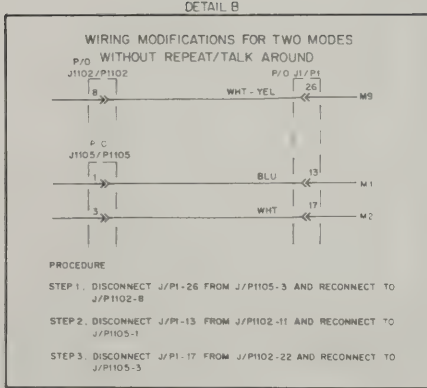 DETAIL B
WIRING MODIFICATIONS FOR TWO MODES
WITHOUT REPEAT/TALK AROUND
P/O
J1102/P1102
P/O J1/P1
8
WHT-YEL
26
M9
P C
J1105/P1105
1
BLU
13
M1
3
WHT
17
M2
PROCEDURE
STEP 1. DISCONNECT J/P1-26 FROM J/P1105-3 AND RECONNECT TO
J/P1102-8
STEP 2. DISCONNECT J/P1-13 FROM J/P1102-11 AND RECONNECT TO
J/P1105-1
STEP 3. DISCONNECT J/P1-17 FROM J/P1102-22 AND RECONNECT TO
J/P1105-3